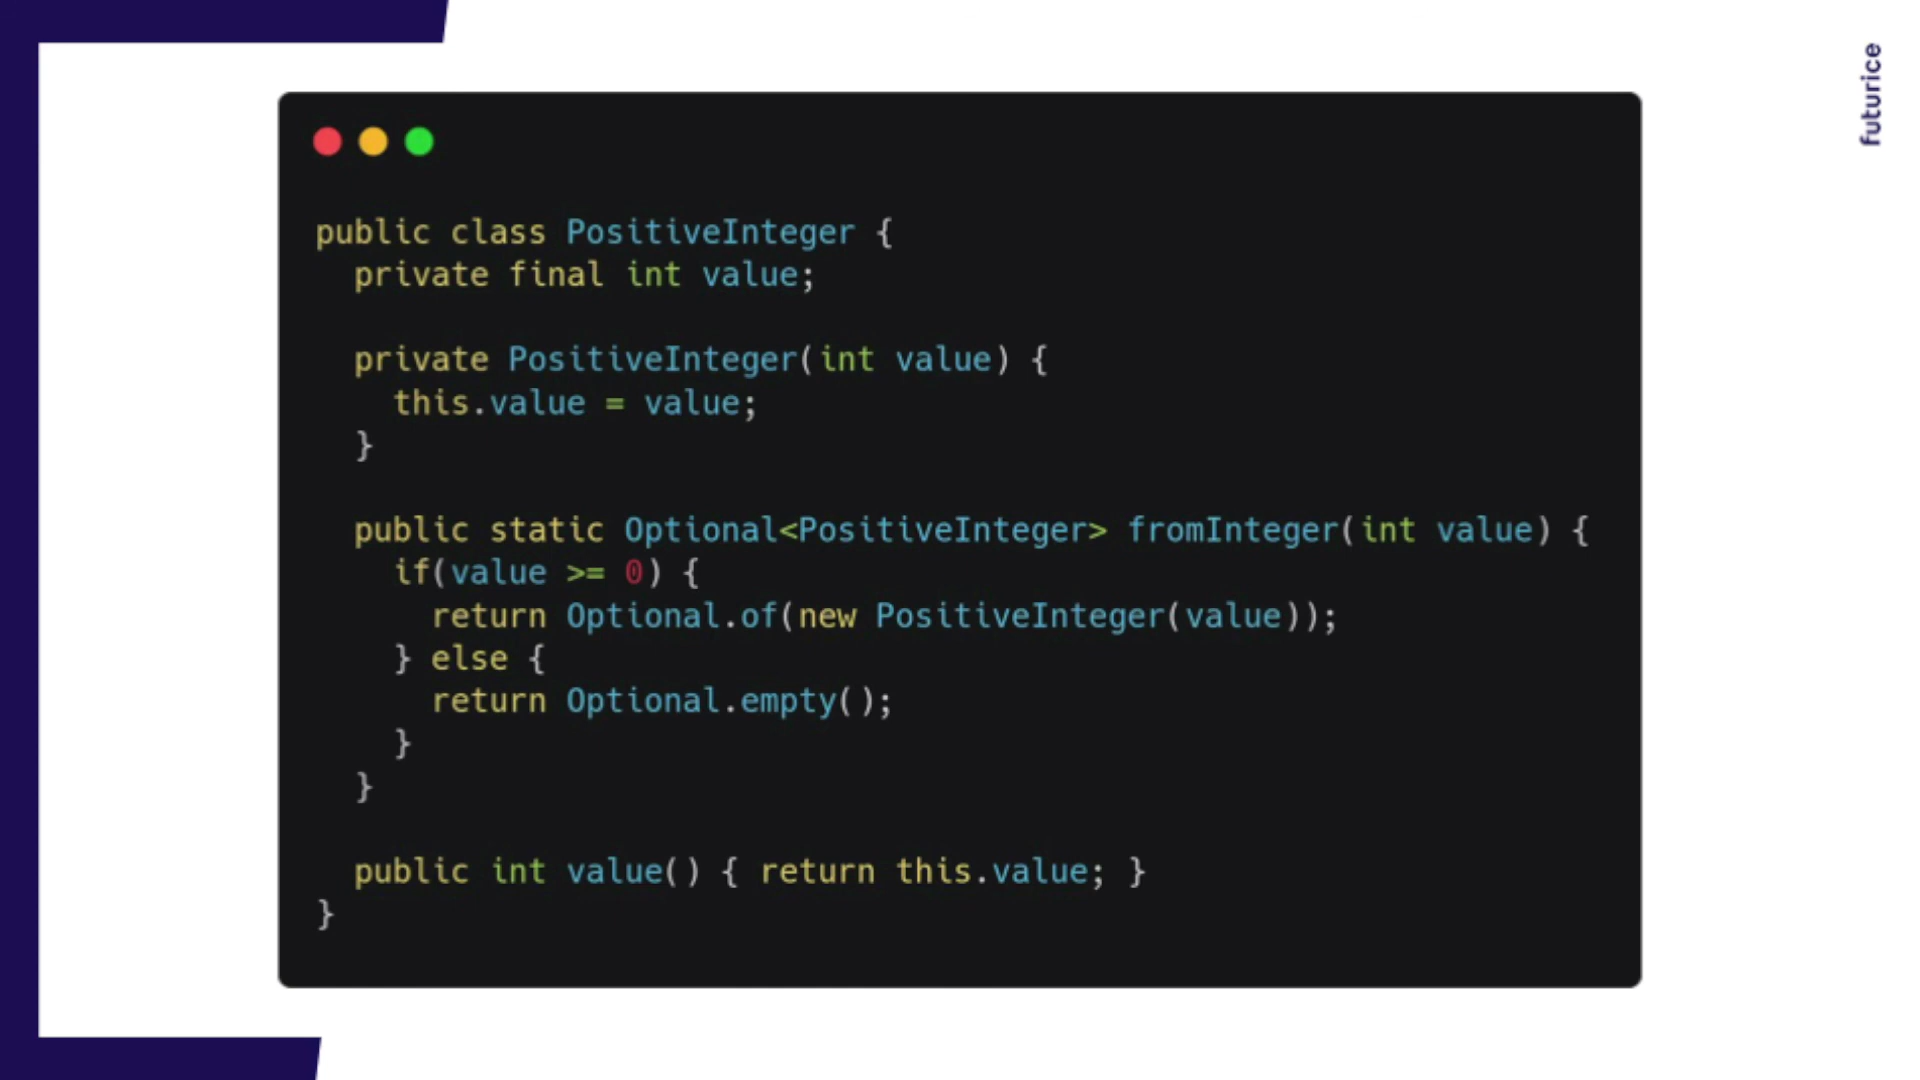 futurice
public class PositiveInteger {
  private final int value;

  private PositiveInteger(int value) {
    this.value = value;
  }

  public static Optional<PositiveInteger> fromInteger(int value) {
    if(value >= 0) {
      return Optional.of(new PositiveInteger(value));
    } else {
      return Optional.empty();
    }
  }

  public int value() { return this.value; }
}